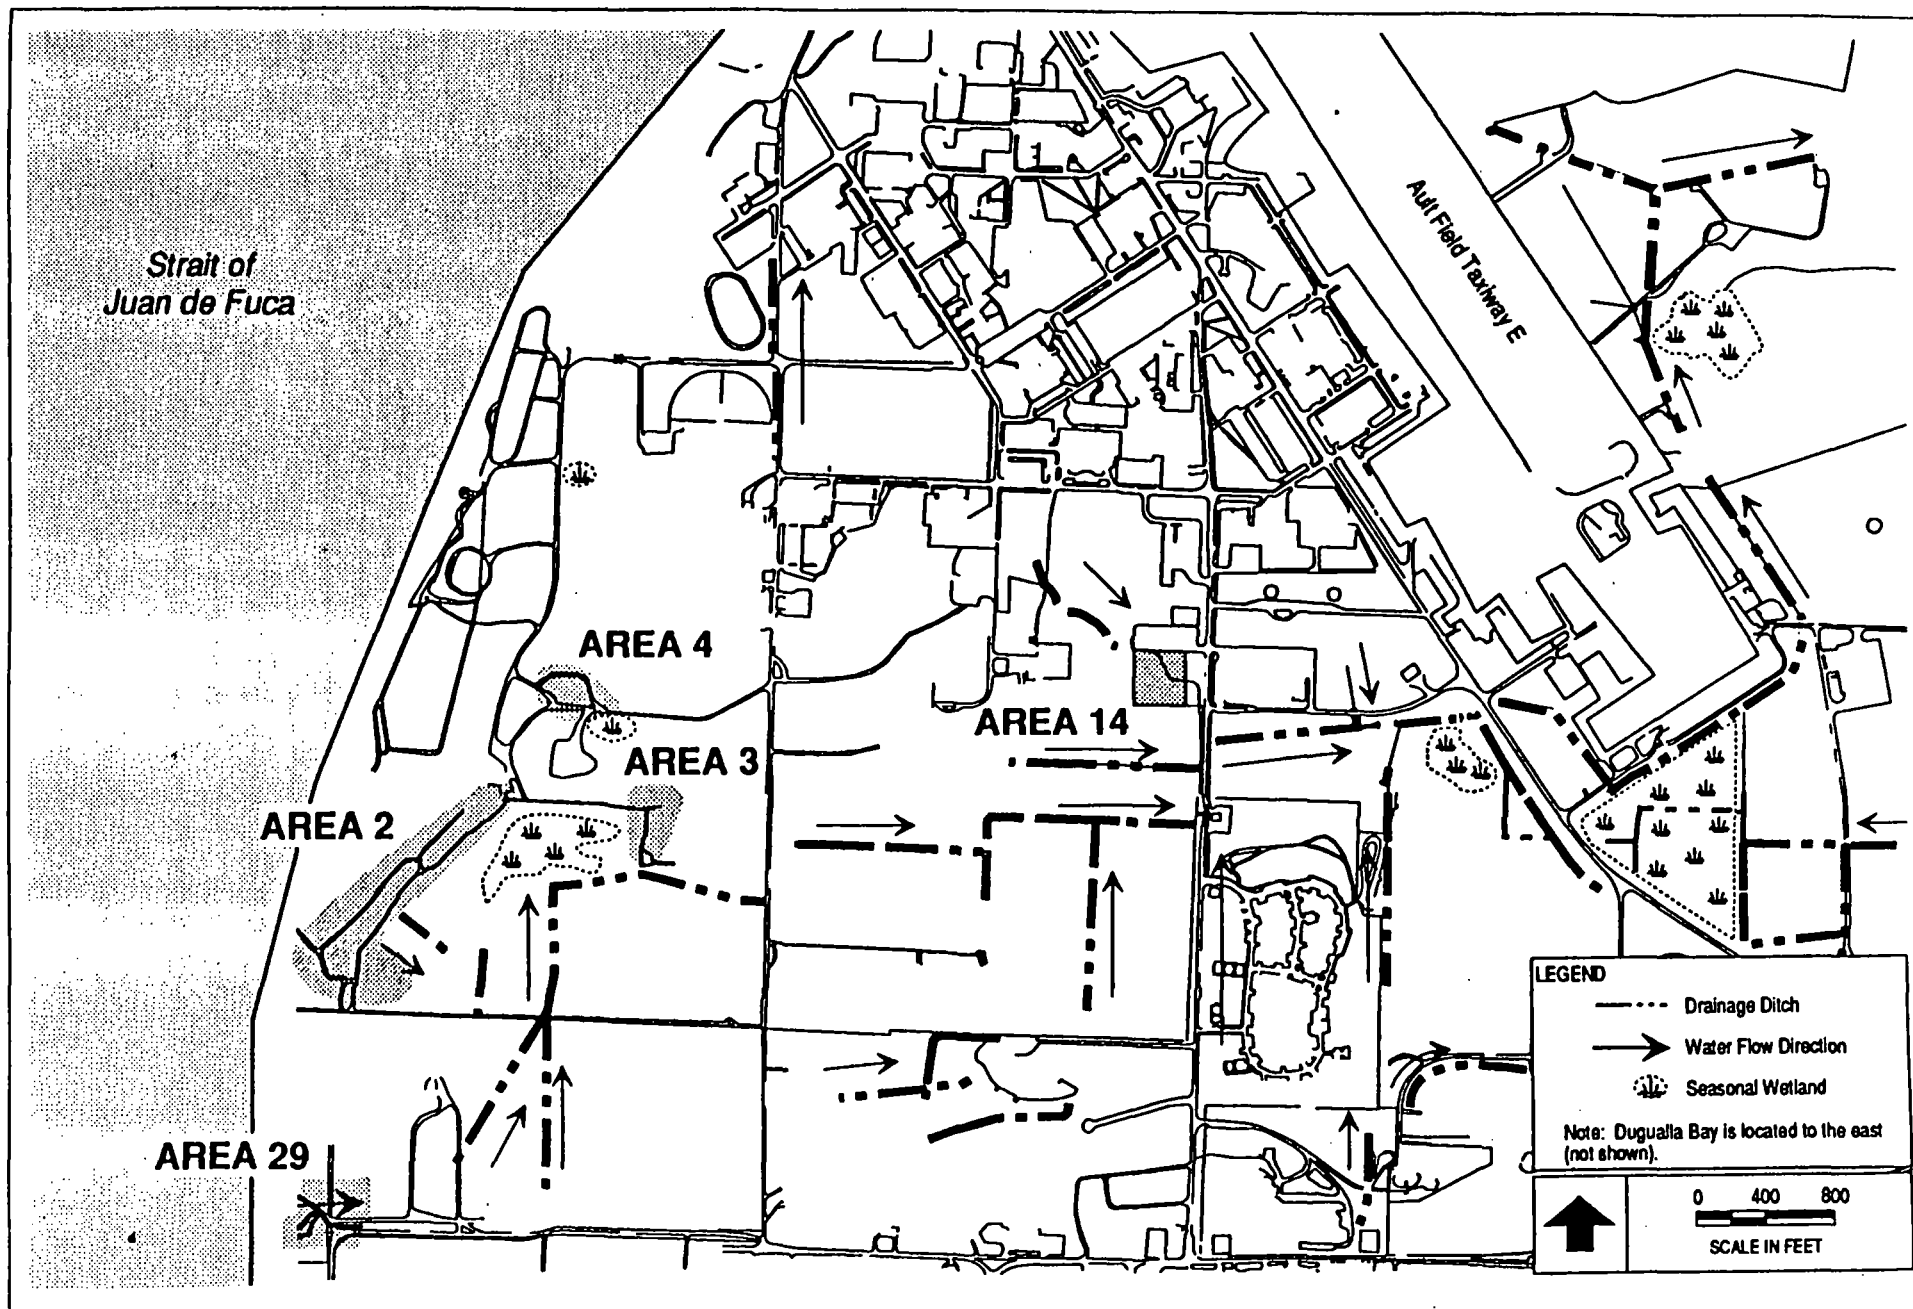 Strait of
Juan de Fuca
Ault Field Taxiway E
AREA 4
AREA 14
AREA 3
AREA 2
AREA 29
LEGEND
Drainage Ditch
Water Flow Direction
Seasonal Wetland
Note: Dugualla Bay is located to the east
(not shown).
0 400 800
SCALE IN FEET